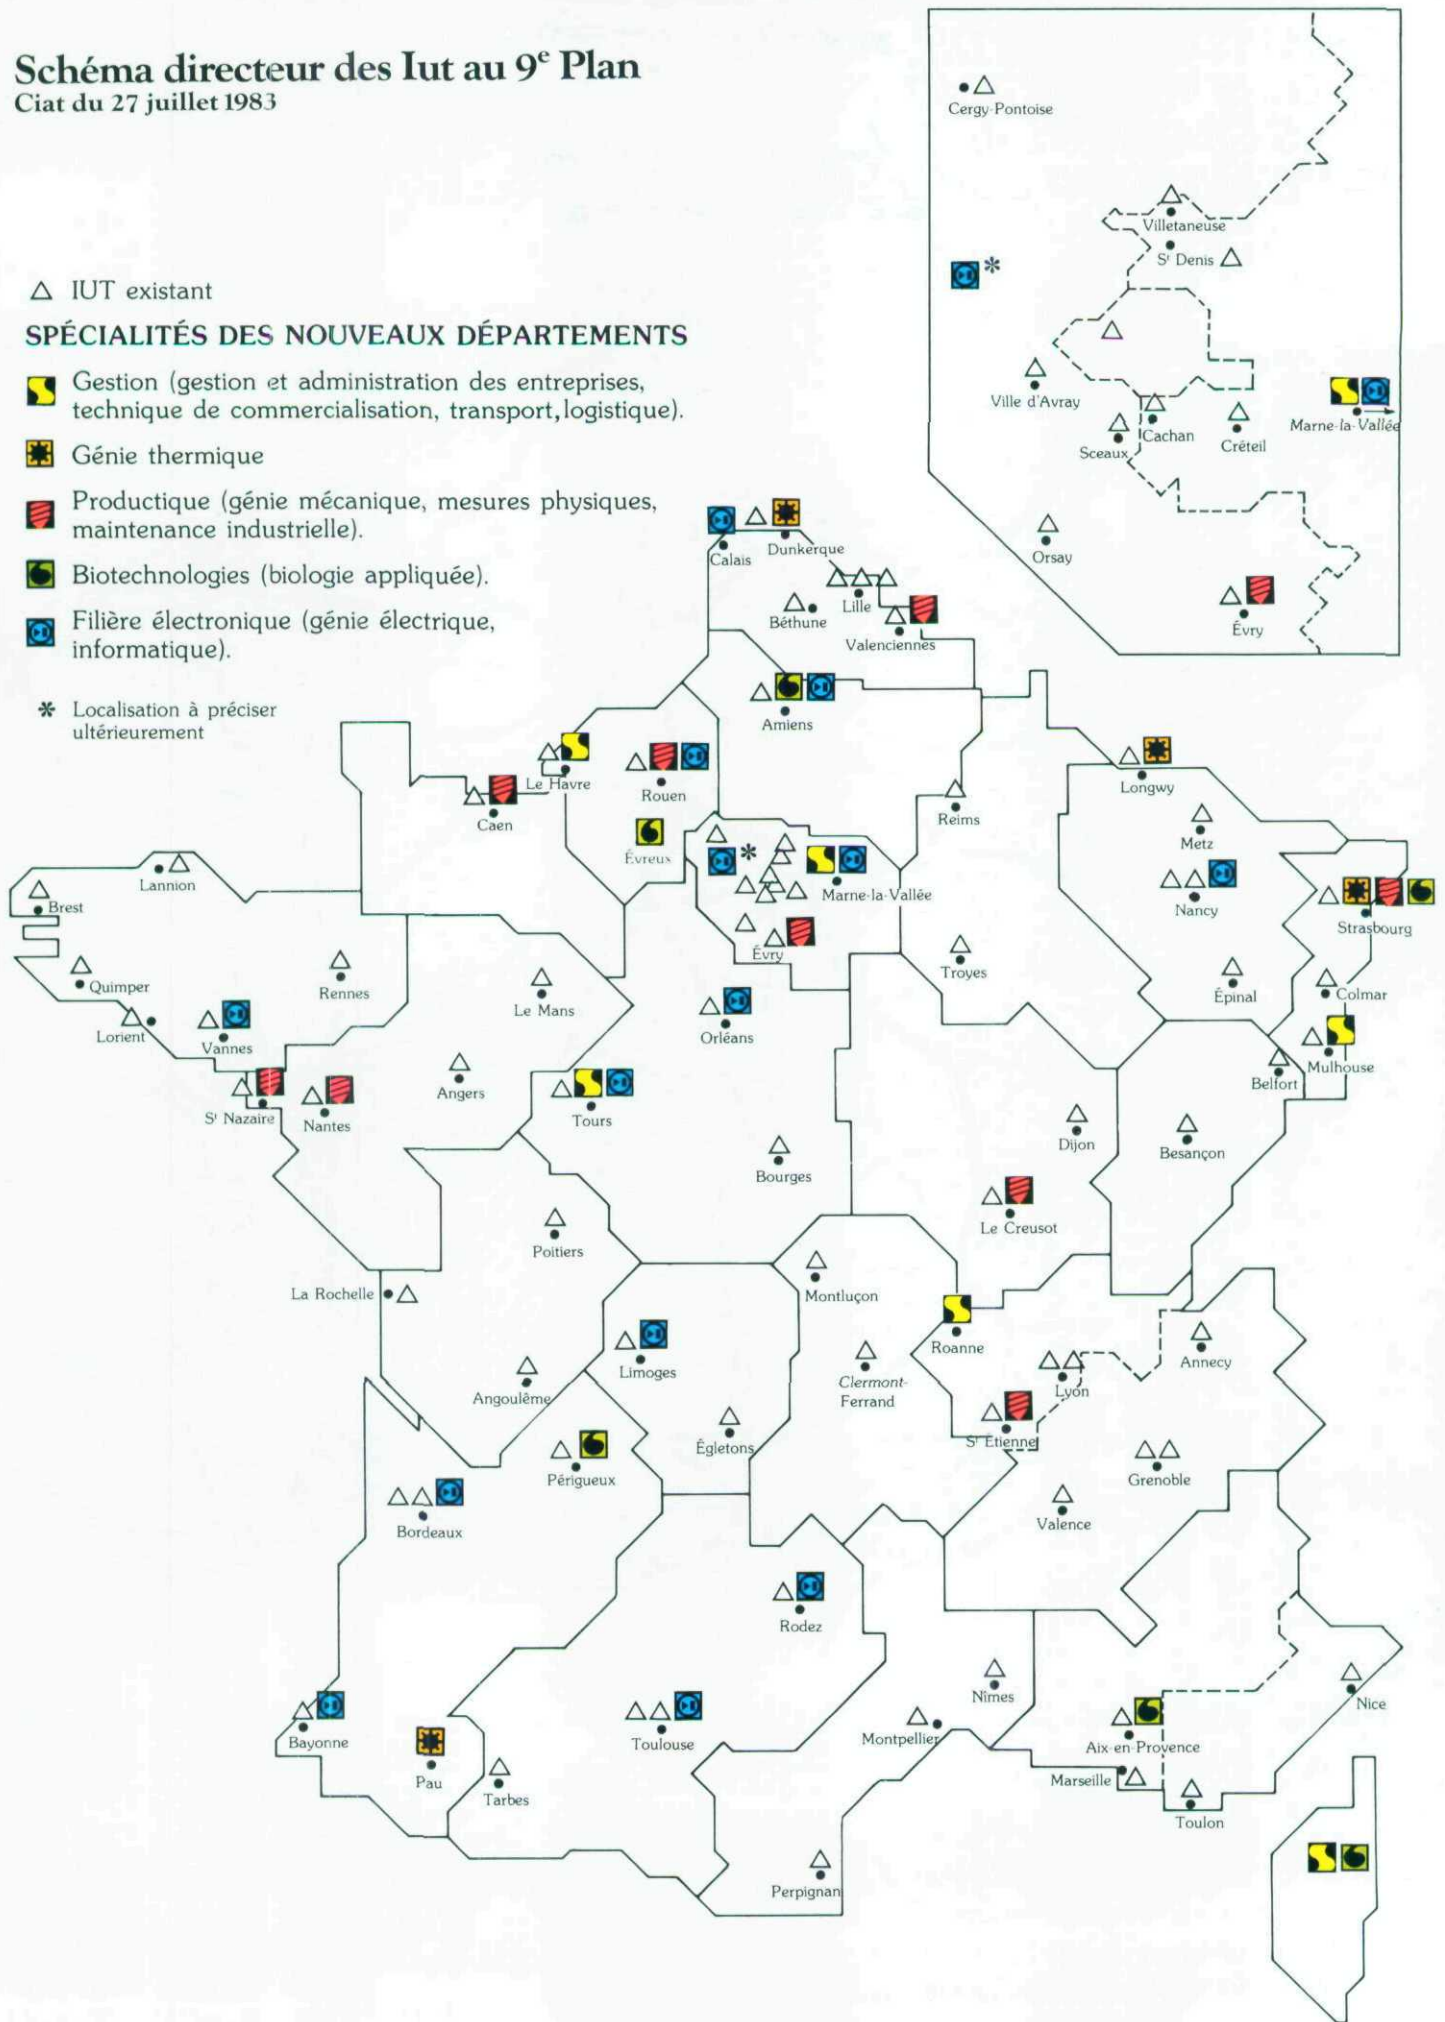 Schéma directeur des Iut au 9e Plan
Ciat du 27 juillet 1983
IUT existant
SPÉCIALITÉS DES NOUVEAUX DÉPARTEMENTS
Gestion (gestion et administration des entreprises,
technique de commercialisation, transport, logistique).
Génie thermique
Productique (génie mécanique, mesures physiques,
maintenance industrielle).
Biotechnologies (biologie appliquée).
Filière électronique (génie électrique,
informatique).
* Localisation à préciser
ultérieurement
Cergy-Pontoise
Villetaneuse
St Denis
*
Ville d'Avray
Cachan
Sceaux
Créteil
Marne-la-Vallée
Orsay
Évry
Calais
Dunkerque
Lille
Béthune
Valenciennes
Amiens
Le Havre
Rouen
Caen
Longwy
Reims
Metz
Évreux
*
Marne-la-Vallée
Nancy
Strasbourg
Lannion
Brest
Évry
Troyes
Quimper
Rennes
Le Mans
Épinal
Colmar
Lorient
Vannes
Orléans
Mulhouse
Belfort
St Nazaire
Nantes
Angers
Tours
Dijon
Besançon
Bourges
Le Creusot
Poitiers
La Rochelle
Montluçon
Roanne
Limoges
Annecy
Clermont-
Ferrand
Lyon
Angoulême
Égletons
St Étienne
Périgueux
Grenoble
Bordeaux
Valence
Rodez
Nîmes
Nice
Bayonne
Toulouse
Montpellier
Aix-en-Provence
Pau
Tarbes
Marseille
Toulon
Perpignan